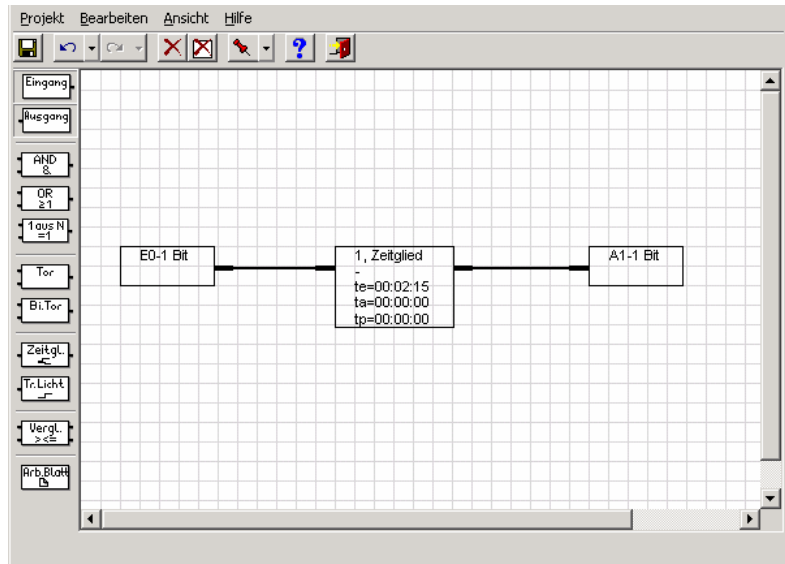 Projekt Bearbeiten Ansicht Hilfe
?
Eingang
Ausgang
AND
&
OR
≥1
1ausN
=1
Tor
Bi.Tor
Zeitgl.
Tr.Licht
Vergl.
><=
Arb.Blatt
E0-1 Bit
1, Zeitglied
-
te=00:02:15
ta=00:00:00
tp=00:00:00
A1-1 Bit